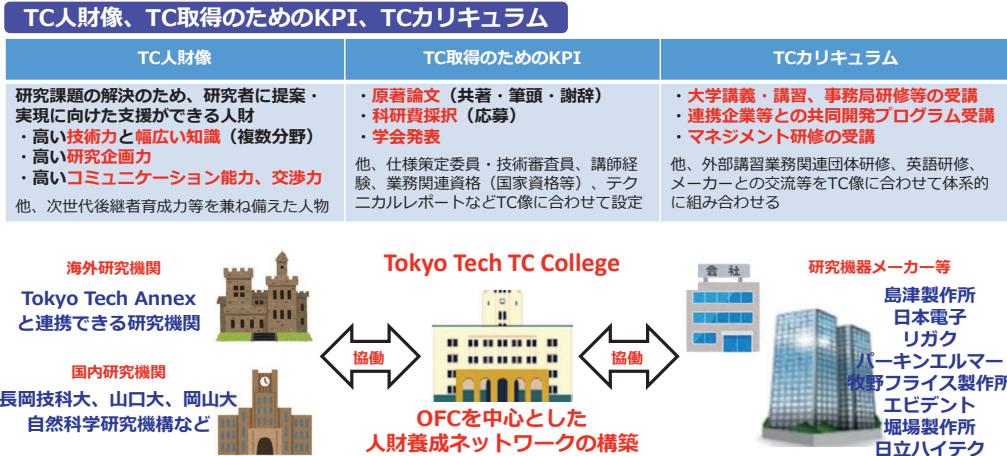 TC人財像、TC取得のためのKPI、TCカリキュラム
TC人財像
研究課題の解決のため、研究者に提案・
実現に向けた支援ができる人財
・高い技術力と幅広い知識（複数分野）
・高い研究企画力
・高いコミュニケーション能力、交渉力
他、次世代後継者育成力等を兼ね備えた人物
TC取得のためのKPI
・原著論文（共著・筆頭・謝辞）
・科研費採択（応募）
・学会発表
他、仕様策定委員・技術審査員、講師経
験、業務関連資格（国家資格等）、テク
ニカルレポートなどTC像に合わせて設定
TCカリキュラム
・大学講義・講習、事務局研修等の受講
・連携企業等との共同開発プログラム受講
・マネジメント研修の受講
他、外部講習業務関連団体研修、英語研修、
メーカーとの交流等をTC像に合わせて体系的
に組み合わせる
海外研究機関
Tokyo Tech Annex
と連携できる研究機関
国内研究機関
長岡技科大、山口大、岡山大
自然科学研究機構など
協働
Tokyo Tech TC College
OFCを中心とした
人財養成ネットワークの構築
協働
会社
研究機器メーカー等
島津製作所
日本電子
リガク
パーキンエルマー
牧野フライス製作所
エビデント
堀場製作所
日立ハイテク